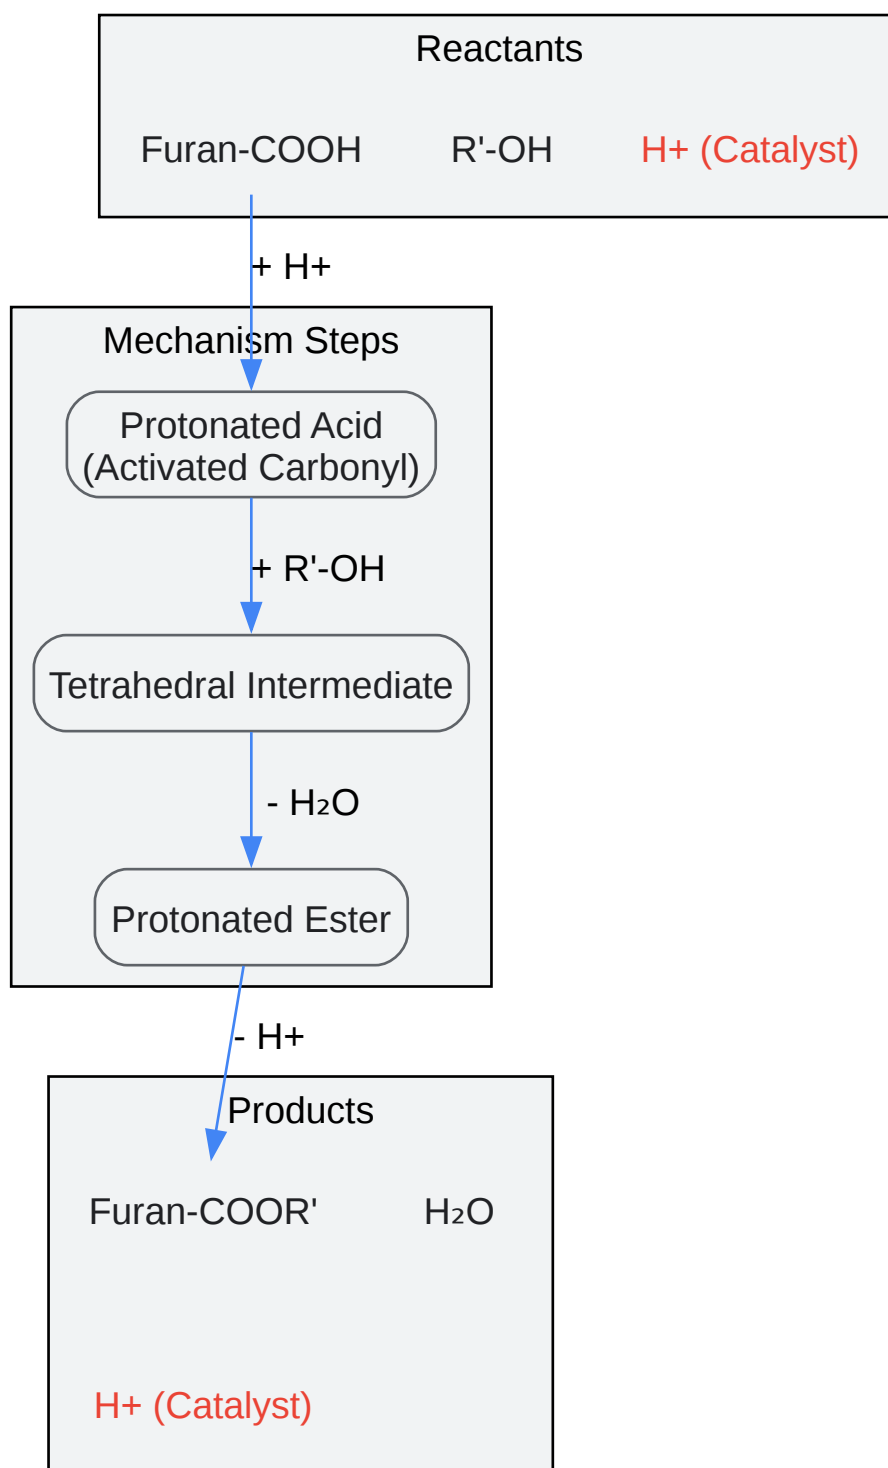 Reactants
Furan-COOH R'-OH H+ (Catalyst)
+ H+
Mechanism Steps
Protonated Acid
(Activated Carbonyl)
+ R'-OH
Tetrahedral Intermediate
- H₂O
Protonated Ester
- H+
Products
Furan-COOR' H₂O
H+ (Catalyst)